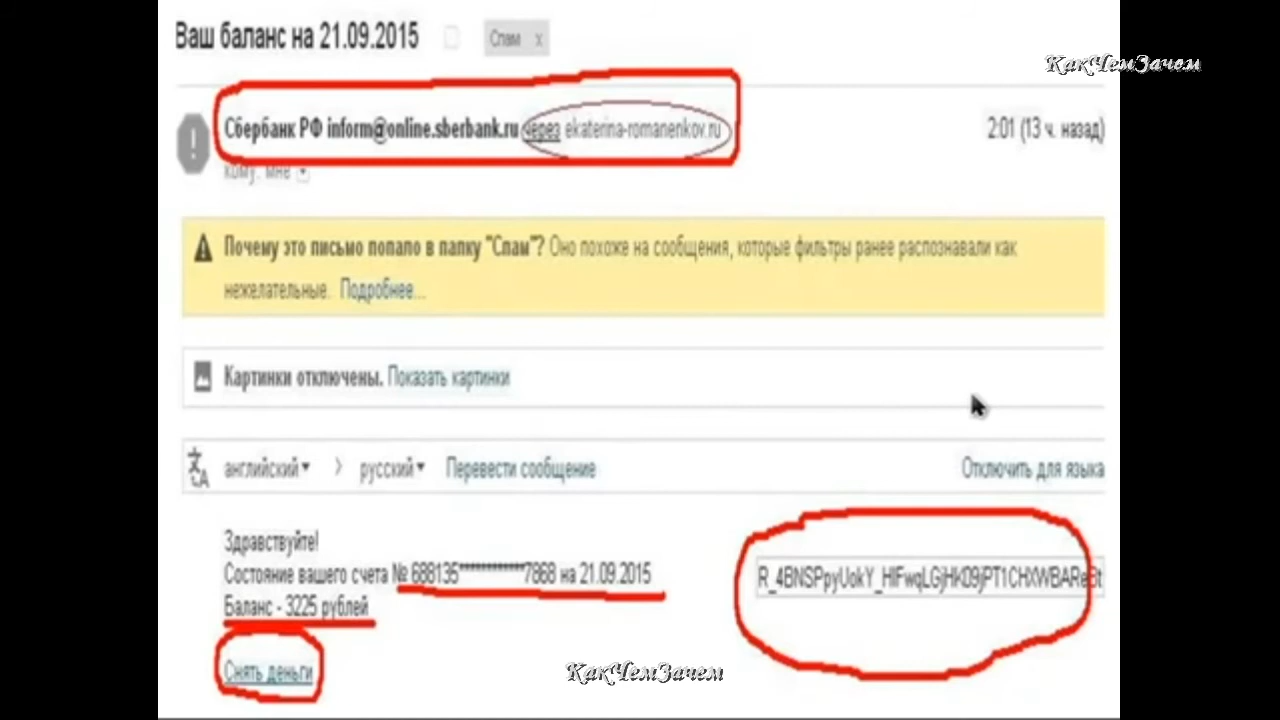 Ваш баланс на 21.09.2015 Спам x
КакЧемЗачем
Сбербанк РФ inform@online.sberbank.ru через ekaterina-romanenkov.ru 2:01 (13 ч. назад)
кому: мне
Почему это письмо попало в папку "Спам"? Оно похоже на сообщения, которые фильтры ранее распознавали как
нежелательные. Подробнее...
Картинки отключены. Показать картинки
английский > русский Перевести сообщение Отключить для языка
Здравствуйте!
Состояние вашего счета № 688135************7868 на 21.09.2015
Баланс - 3225 рублей
Снять деньги
КакЧемЗачем